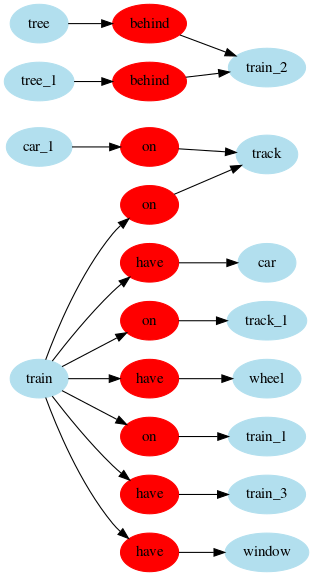 tree behind
train_2
tree_1 behind
car_1 on track
on
have car
on track_1
train have wheel
on train_1
have train_3
have window